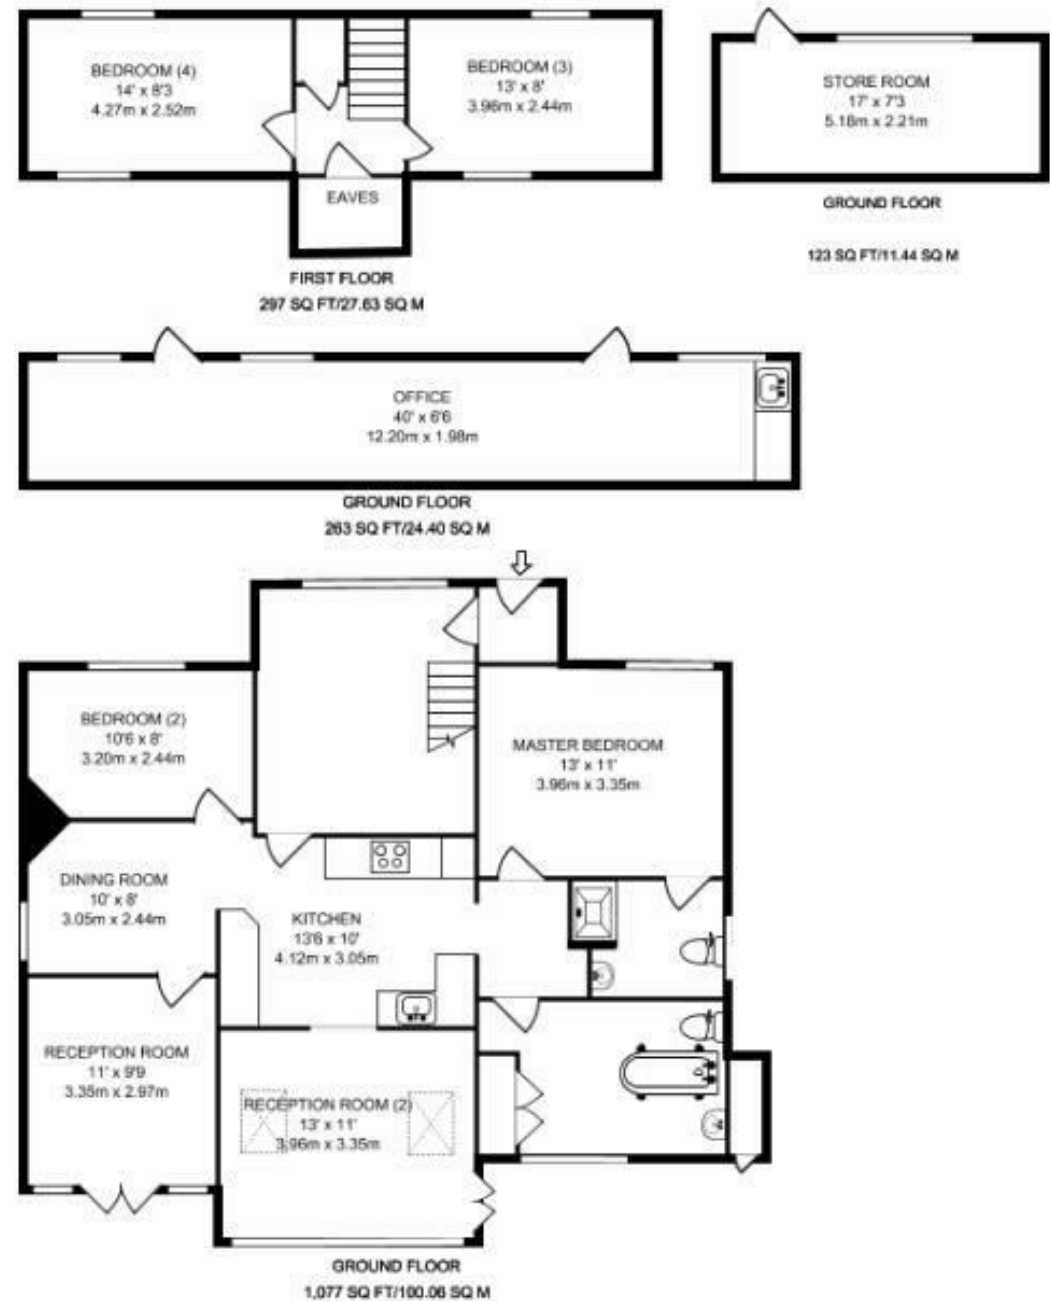 BEDROOM (4)
14' x 8'3
4.27m x 2.52m
BEDROOM (3)
13' x 8'
3.96m x 2.44m
EAVES
FIRST FLOOR
297 SQ FT/27.63 SQ M
STORE ROOM
17' x 7'3
5.18m x 2.21m
GROUND FLOOR
123 SQ FT/11.44 SQ M
OFFICE
40' x 6'6
12.20m x 1.98m
GROUND FLOOR
263 SQ FT/24.40 SQ M
BEDROOM (2)
10'6 x 8'
3.20m x 2.44m
MASTER BEDROOM
13' x 11'
3.96m x 3.35m
DINING ROOM
10' x 8'
3.05m x 2.44m
KITCHEN
13'6 x 10'
4.12m x 3.05m
RECEPTION ROOM
11' x 9'9
3.35m x 2.97m
RECEPTION ROOM (2)
13' x 11'
3.96m x 3.35m
GROUND FLOOR
1,077 SQ FT/100.06 SQ M